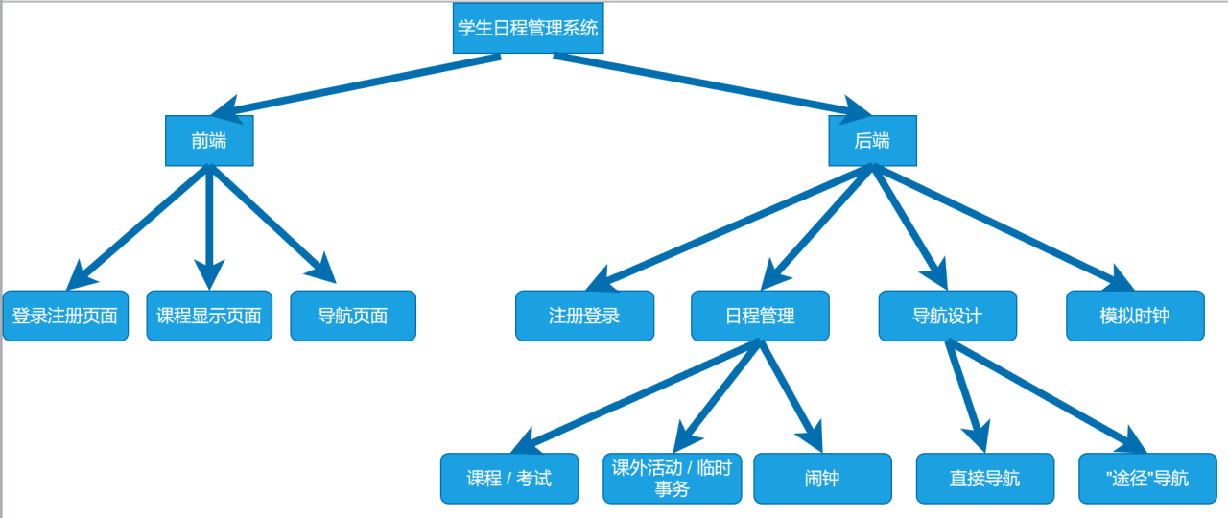 学生日程管理系统
前端
后端
登录注册页面
课程显示页面
导航页面
注册登录
日程管理
导航设计
模拟时钟
课程 / 考试
课外活动 / 临时
事务
闹钟
直接导航
"途径"导航